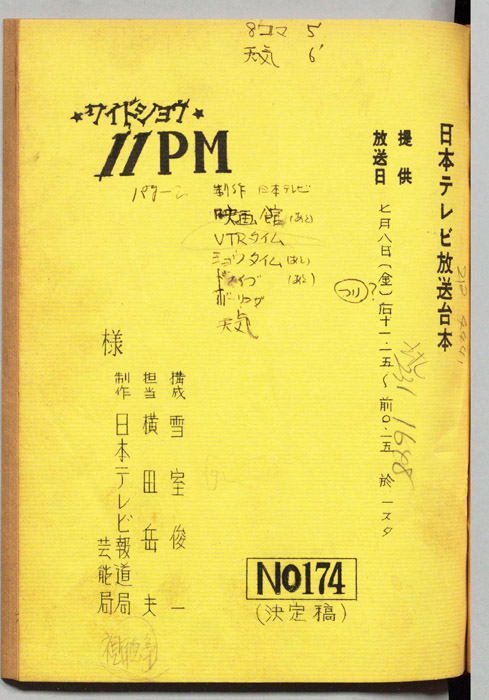 8コマ 5'
天気 6'
日本テレビ放送台本
提供
放送日 七月八日(金)后十一・一五〜前0・一五 於 一スタ
つり?
1648
★ワイドショウ★
11PM
パターン
制作 日本テレビ
映画館
VTRタイム
ショウタイム
ドライブ
ボーリング
天気
構成 雪室俊一
担当 横田岳夫
制作 日本テレビ報道局
芸能局
様
NO174
(決定稿)